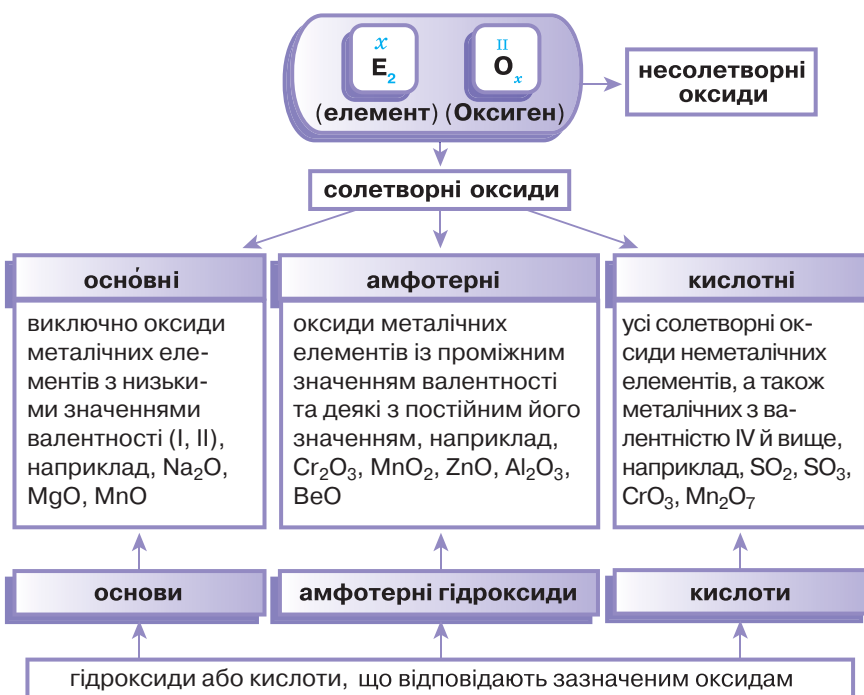 x II
E₂ Oₓ
(елемент) (Оксиген)
несолетворні
оксиди
солетворні оксиди
осно́вні
виключно оксиди
металічних еле-
ментів з низьки-
ми значеннями
валентності (I, II),
наприклад, Na₂O,
MgO, MnO
амфотерні
оксиди металічних
елементів із проміжним
значенням валентності
та деякі з постійним його
значенням, наприклад,
Cr₂O₃, MnO₂, ZnO, Al₂O₃,
BeO
кислотні
усі солетворні ок-
сиди неметалічних
елементів, а також
металічних з ва-
лентністю IV й вище,
наприклад, SO₂, SO₃,
CrO₃, Mn₂O₇
основи
амфотерні гідроксиди
кислоти
гідроксиди або кислоти, що відповідають зазначеним оксидам